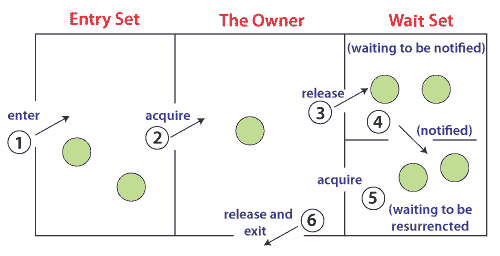 Entry Set
The Owner
Wait Set
(waiting to be notified)
enter
1
acquire
2
release
3
4
(notified)
acquire
5
(waiting to be
resurrencted
release and
exit
6